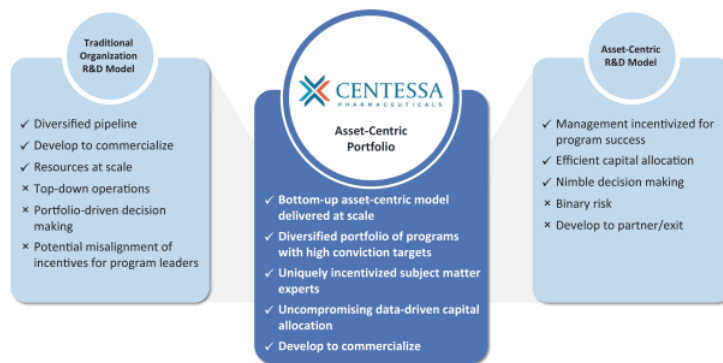 Traditional
Organization
R&D Model
✓ Diversified pipeline
✓ Develop to commercialize
✓ Resources at scale
× Top-down operations
× Portfolio-driven decision
making
× Potential misalignment of
incentives for program leaders
CENTESSA
PHARMACEUTICALS
Asset-Centric
Portfolio
✓ Bottom-up asset-centric model
delivered at scale
✓ Diversified portfolio of programs
with high conviction targets
✓ Uniquely incentivized subject matter
experts
✓ Uncompromising data-driven capital
allocation
✓ Develop to commercialize
Asset-Centric
R&D Model
✓ Management incentivized for
program success
✓ Efficient capital allocation
✓ Nimble decision making
× Binary risk
× Develop to partner/exit